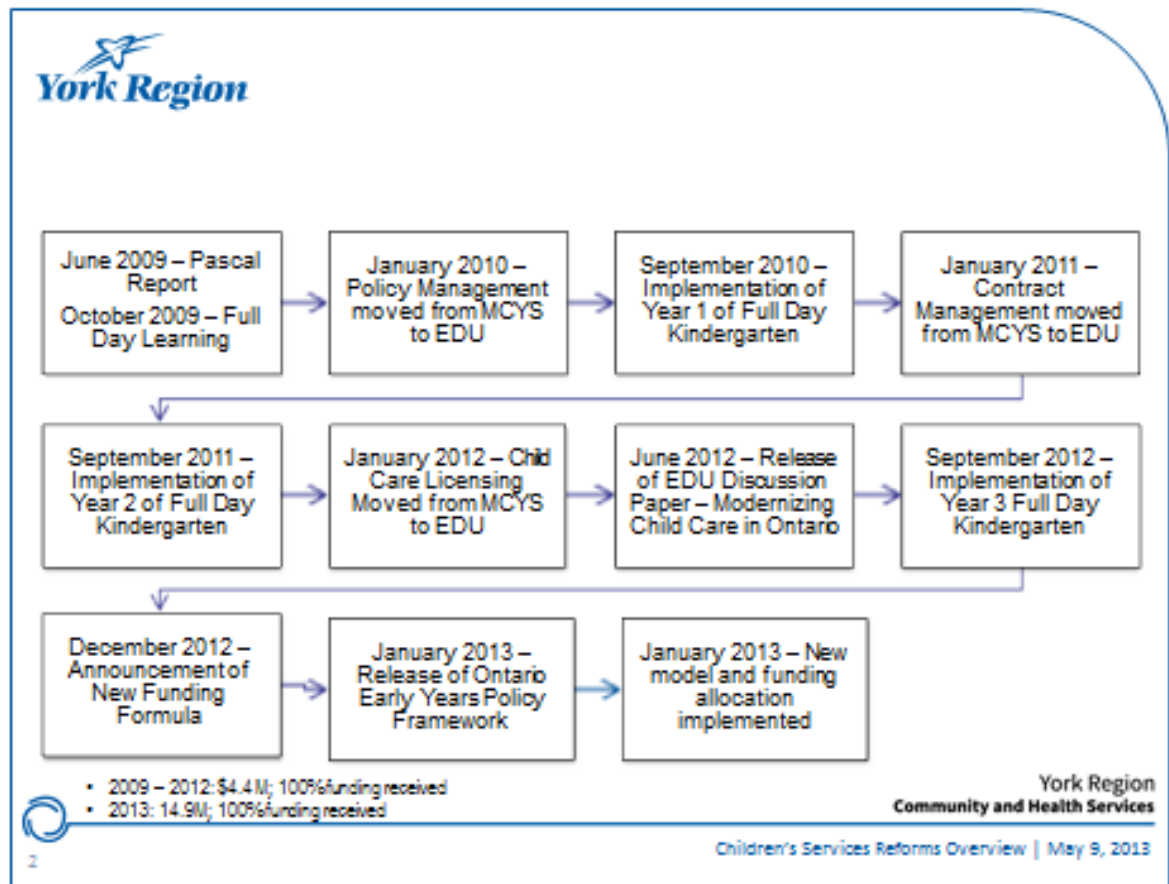 York Region
June 2009 – Pascal
Report
October 2009 – Full
Day Learning
January 2010 –
Policy Management
moved from MCYS
to EDU
September 2010 –
Implementation of
Year 1 of Full Day
Kindergarten
January 2011 –
Contract
Management moved
from MCYS to EDU
September 2011 –
Implementation of
Year 2 of Full Day
Kindergarten
January 2012 – Child
Care Licensing
Moved from MCYS
to EDU
June 2012 – Release
of EDU Discussion
Paper – Modernizing
Child Care in Ontario
September 2012 –
Implementation of
Year 3 Full Day
Kindergarten
December 2012 –
Announcement of
New Funding
Formula
January 2013 –
Release of Ontario
Early Years Policy
Framework
January 2013 – New
model and funding
allocation
implemented
• 2009 – 2012: $4.4M; 100% funding received
• 2013: 14.9M; 100% funding received
York Region
Community and Health Services
Children's Services Reforms Overview | May 9, 2013
2